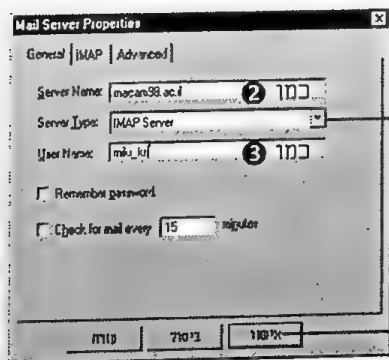 Mail Server Properties
General IMAP Advanced
Server Name: macam98.ac.il 2 כמו
Server Type: IMAP Server
User Name: 3 כמו
Remember password
Check for mail every 15 minutes
עזרה ביטול אישור